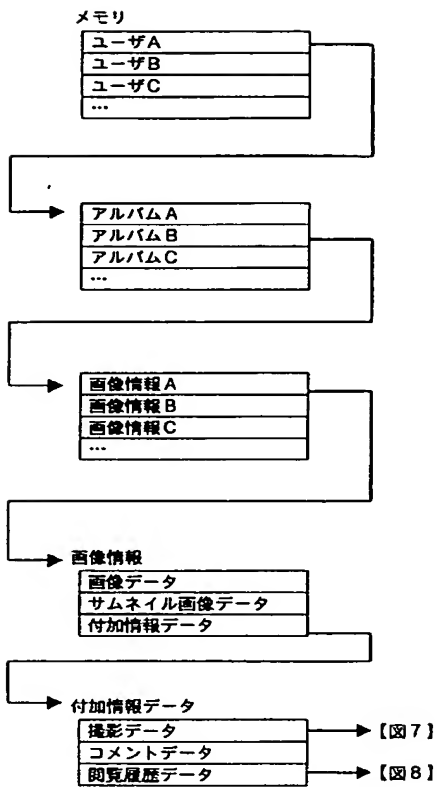 メモリ
ユーザA
ユーザB
ユーザC
…
アルバムA
アルバムB
アルバムC
…
画像情報A
画像情報B
画像情報C
…
画像情報
画像データ
サムネイル画像データ
付加情報データ
付加情報データ
撮影データ 【図7】
コメントデータ
閲覧履歴データ 【図8】